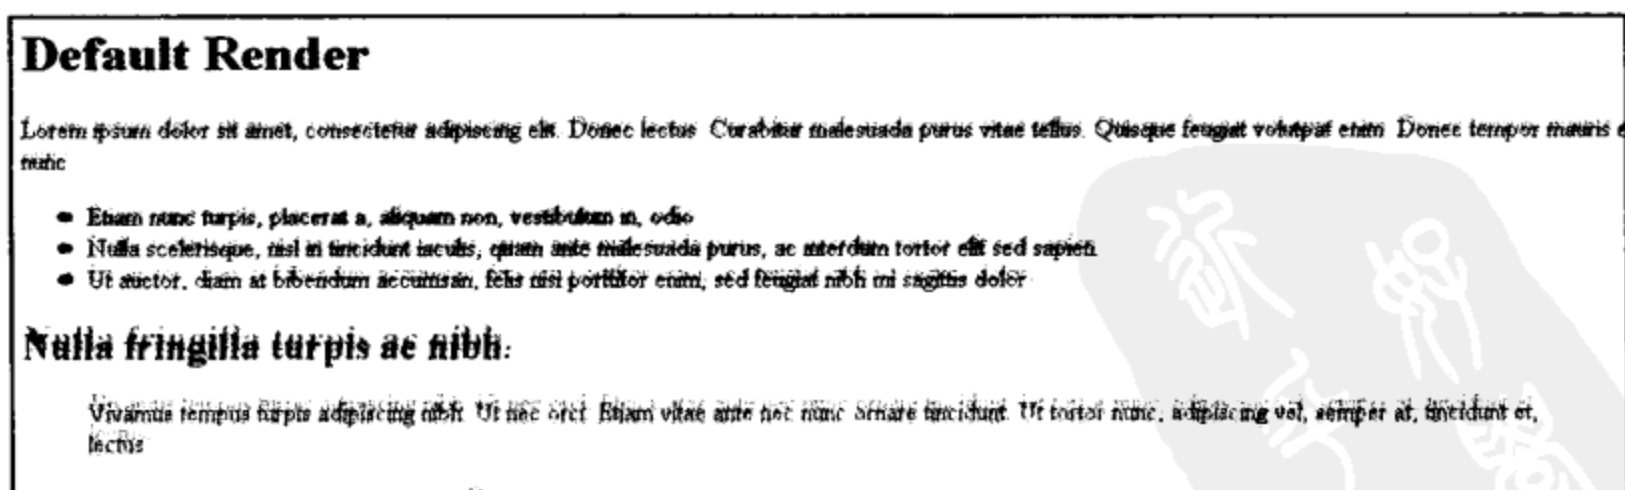 Default Render
Lorem ipsum dolor sit amet, consectetur adipiscing elit. Donec lectus. Curabitur malesuada purus vitae tellus. Quisque feugiat volutpat enim. Donec tempor mauris
nunc
• Etiam nunc turpis, placerat a, aliquam non, vestibulum in, odio
• Nulla scelerisque, nisl in tincidunt iaculis, quam ante malesuada purus, ac interdum tortor elit sed sapien
• Ut auctor, diam at bibendum accumsan, felis nisl porttitor enim, sed feugiat nibh mi sagittis dolor
Nulla fringilla turpis ac nibh.
Vivamus tempus turpis adipiscing nibh. Ut nec orci. Etiam vitae ante nec nunc ornare tincidunt. Ut tortor nunc, adipiscing vel, semper at, tincidunt et,
lectus